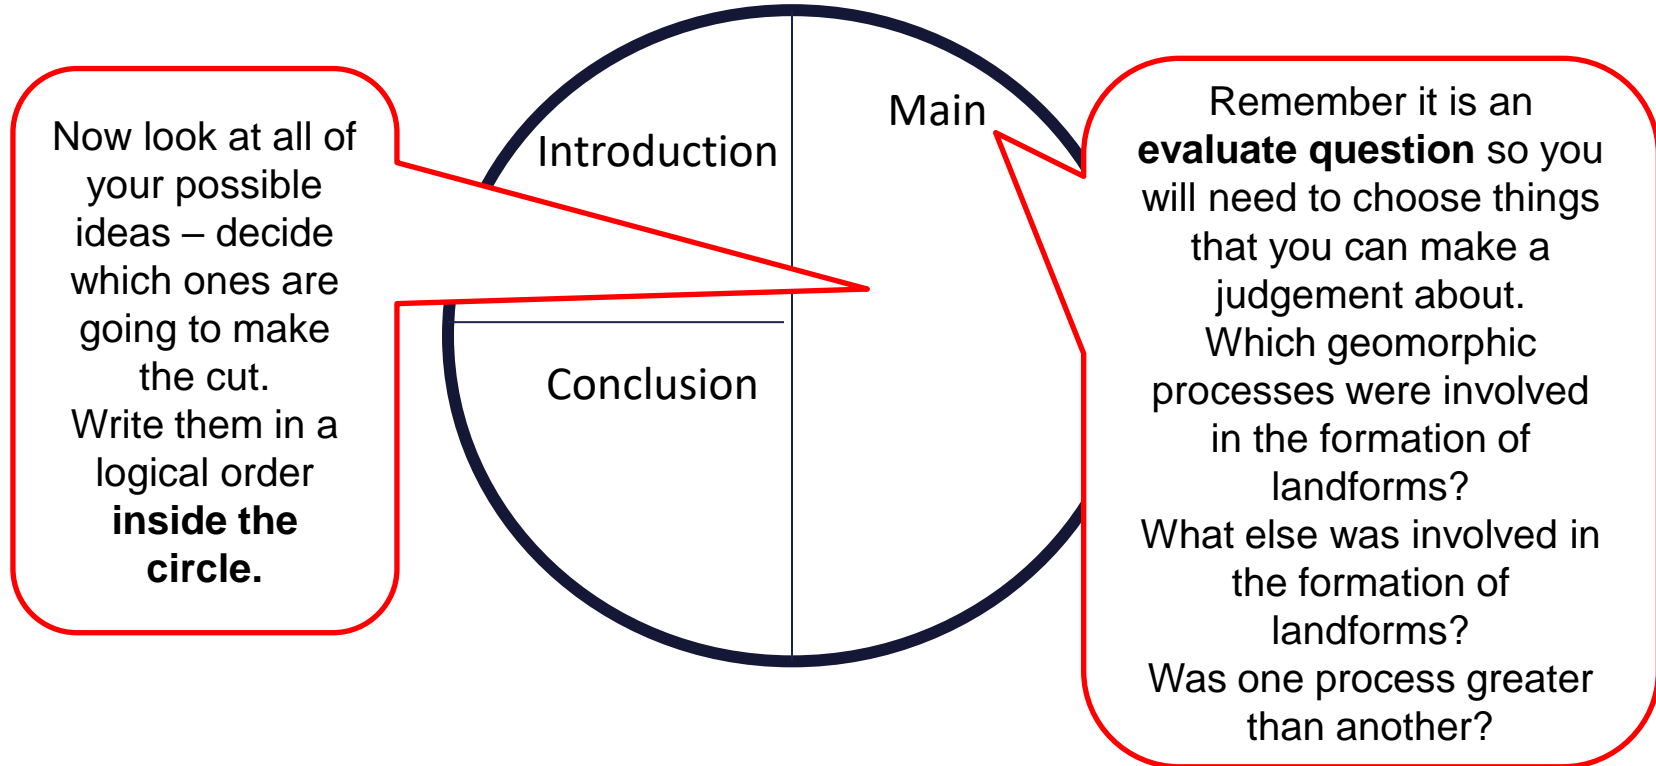 Now look at all of
your possible
ideas – decide
which ones are
going to make
the cut.
Write them in a
logical order
inside the
circle.
Introduction
Conclusion
Main
Remember it is an
evaluate question so you
will need to choose things
that you can make a
judgement about.
Which geomorphic
processes were involved
in the formation of
landforms?
What else was involved in
the formation of
landforms?
Was one process greater
than another?